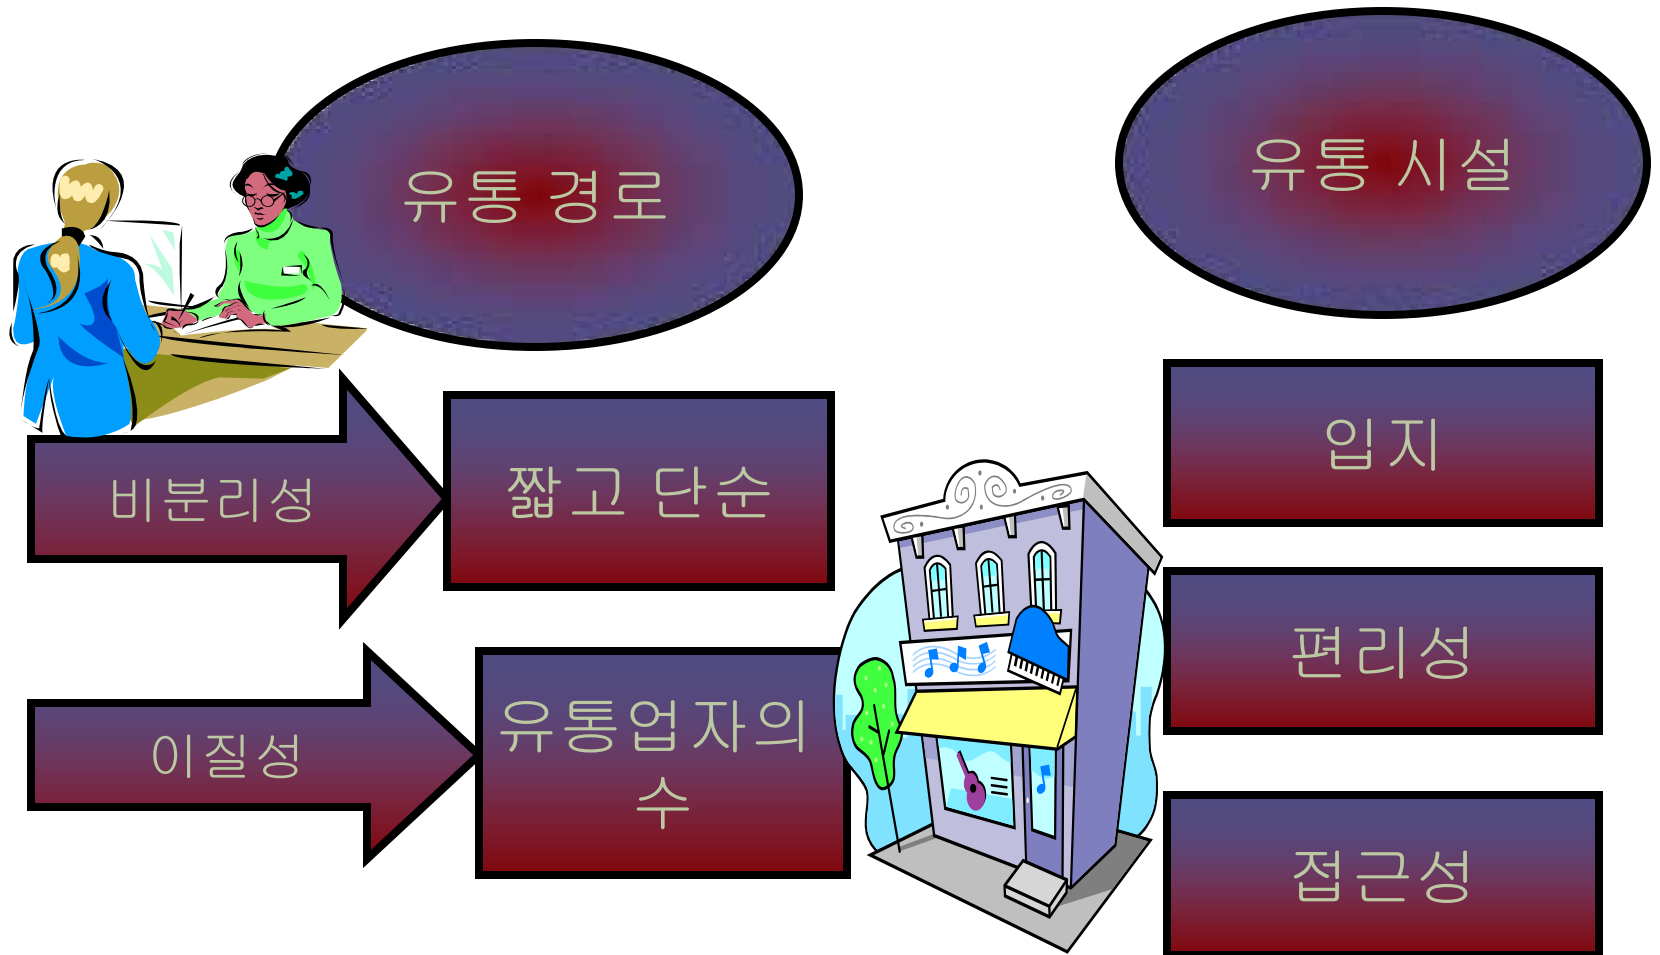 유통 경로
유통 시설
비분리성
짧고 단순
이질성
유통업자의
수
입지
편리성
접근성